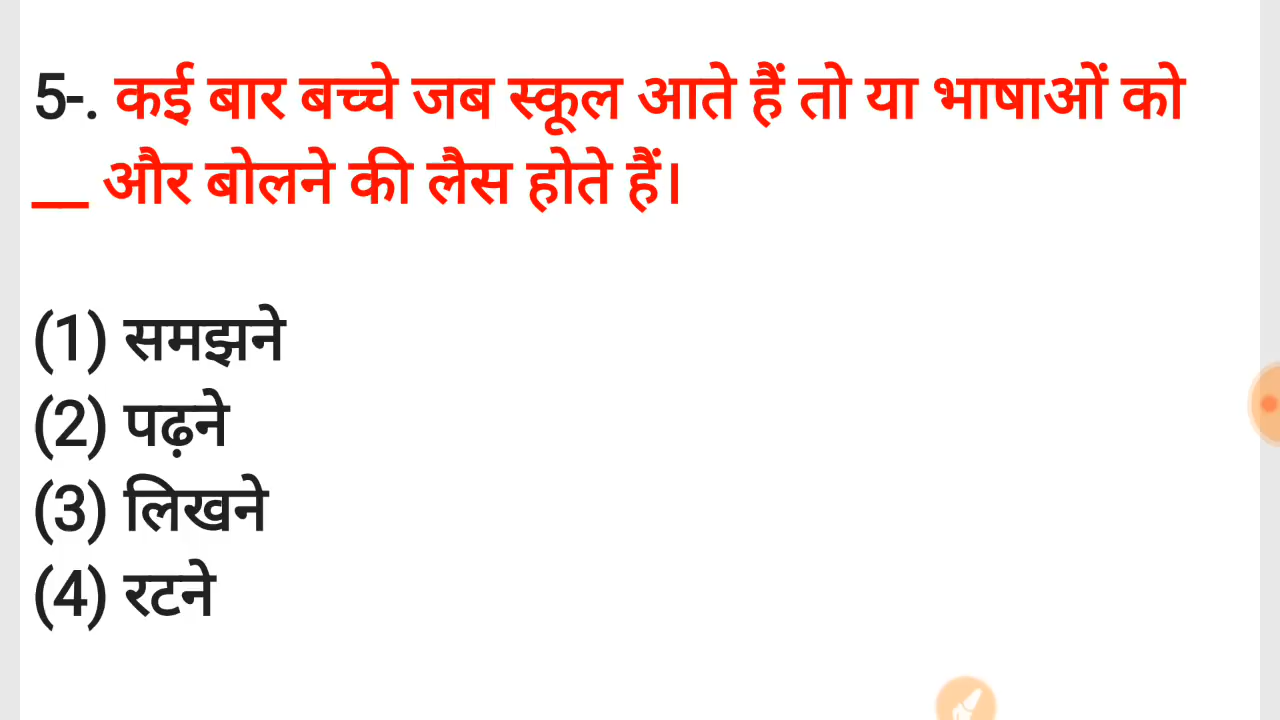 5-. कई बार बच्चे जब स्कूल आते हैं तो या भाषाओं को
__ और बोलने की लैस होते हैं।
(1) समझने
(2) पढ़ने
(3) लिखने
(4) रटने